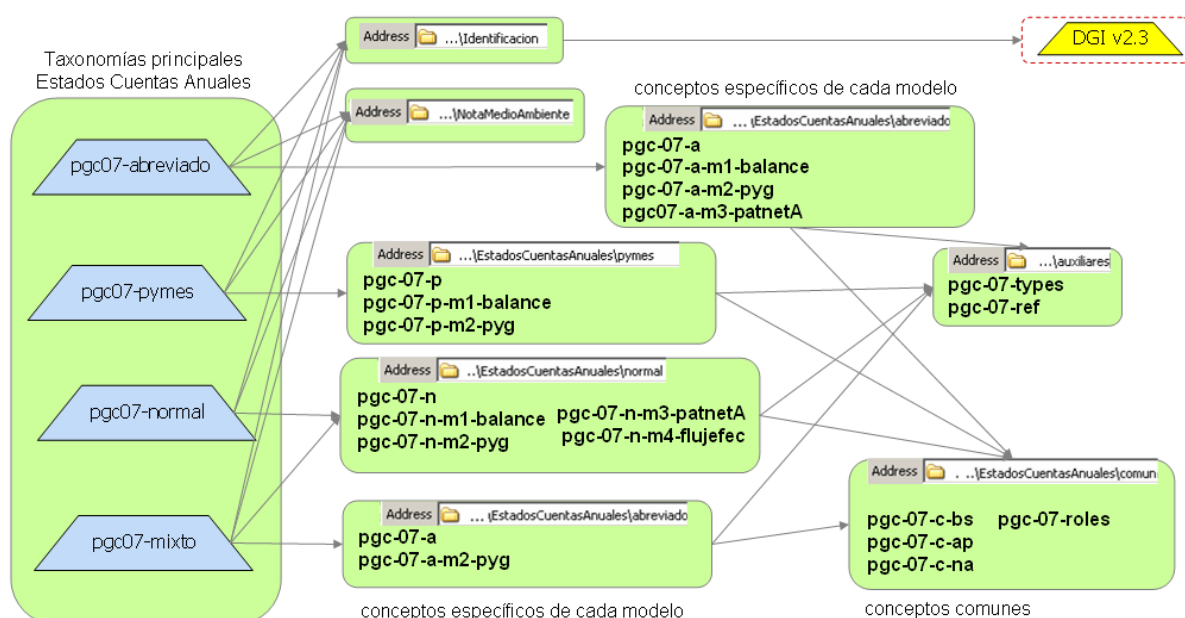 Taxonomías principales
Estados Cuentas Anuales
pgc07-abreviado
pgc07-pymes
pgc07-normal
pgc07-mixto
Address ...\Identificacion
DGI v2.3
Address ...\NotaMedioAmbiente
conceptos específicos de cada modelo
Address ... \EstadosCuentasAnuales\abreviado
pgc-07-a
pgc-07-a-m1-balance
pgc-07-a-m2-pyg
pgc07-a-m3-patnetA
Address ...\EstadosCuentasAnuales\pymes
pgc-07-p
pgc-07-p-m1-balance
pgc-07-p-m2-pyg
Address ...\auxiliares
pgc-07-types
pgc-07-ref
Address ..\EstadosCuentasAnuales\normal
pgc-07-n
pgc-07-n-m1-balance
pgc-07-n-m2-pyg
pgc-07-n-m3-patnetA
pgc-07-n-m4-flujefec
Address ... \EstadosCuentasAnuales\abreviado
pgc-07-a
pgc-07-a-m2-pyg
conceptos específicos de cada modelo
Address . ..\EstadosCuentasAnuales\comun
pgc-07-c-bs pgc-07-roles
pgc-07-c-ap
pgc-07-c-na
conceptos comunes